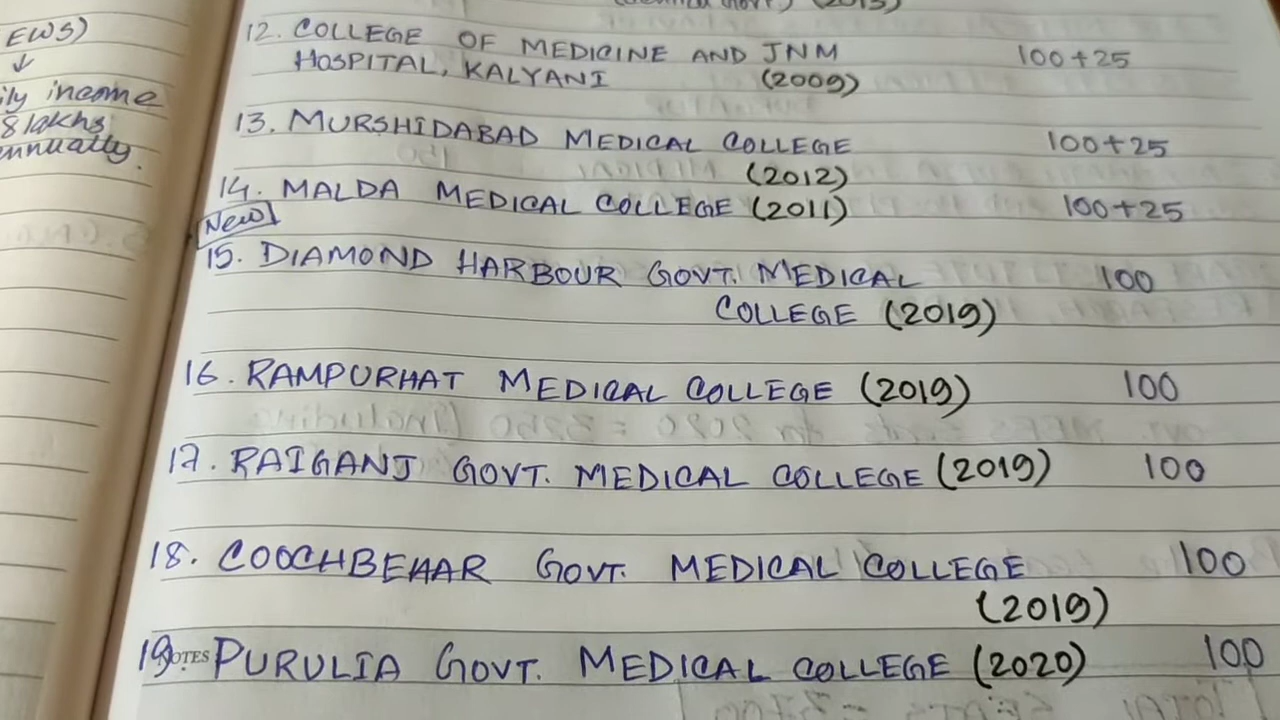 EWS)
ily income
8 lakhs
annually.
(2013)
12. COLLEGE OF MEDICINE AND JNM 100+25
HOSPITAL, KALYANI (2009)
13. MURSHIDABAD MEDICAL COLLEGE 100+25
(2012)
14. MALDA MEDICAL COLLEGE (2011) 100+25
New
15. DIAMOND HARBOUR GOVT. MEDICAL 100
COLLEGE (2019)
16. RAMPURHAT MEDICAL COLLEGE (2019) 100
17. RAIGANJ GOVT. MEDICAL COLLEGE (2019) 100
18. COOCHBEHAR GOVT. MEDICAL COLLEGE 100
(2019)
19. PURULIA GOVT. MEDICAL COLLEGE (2020) 100